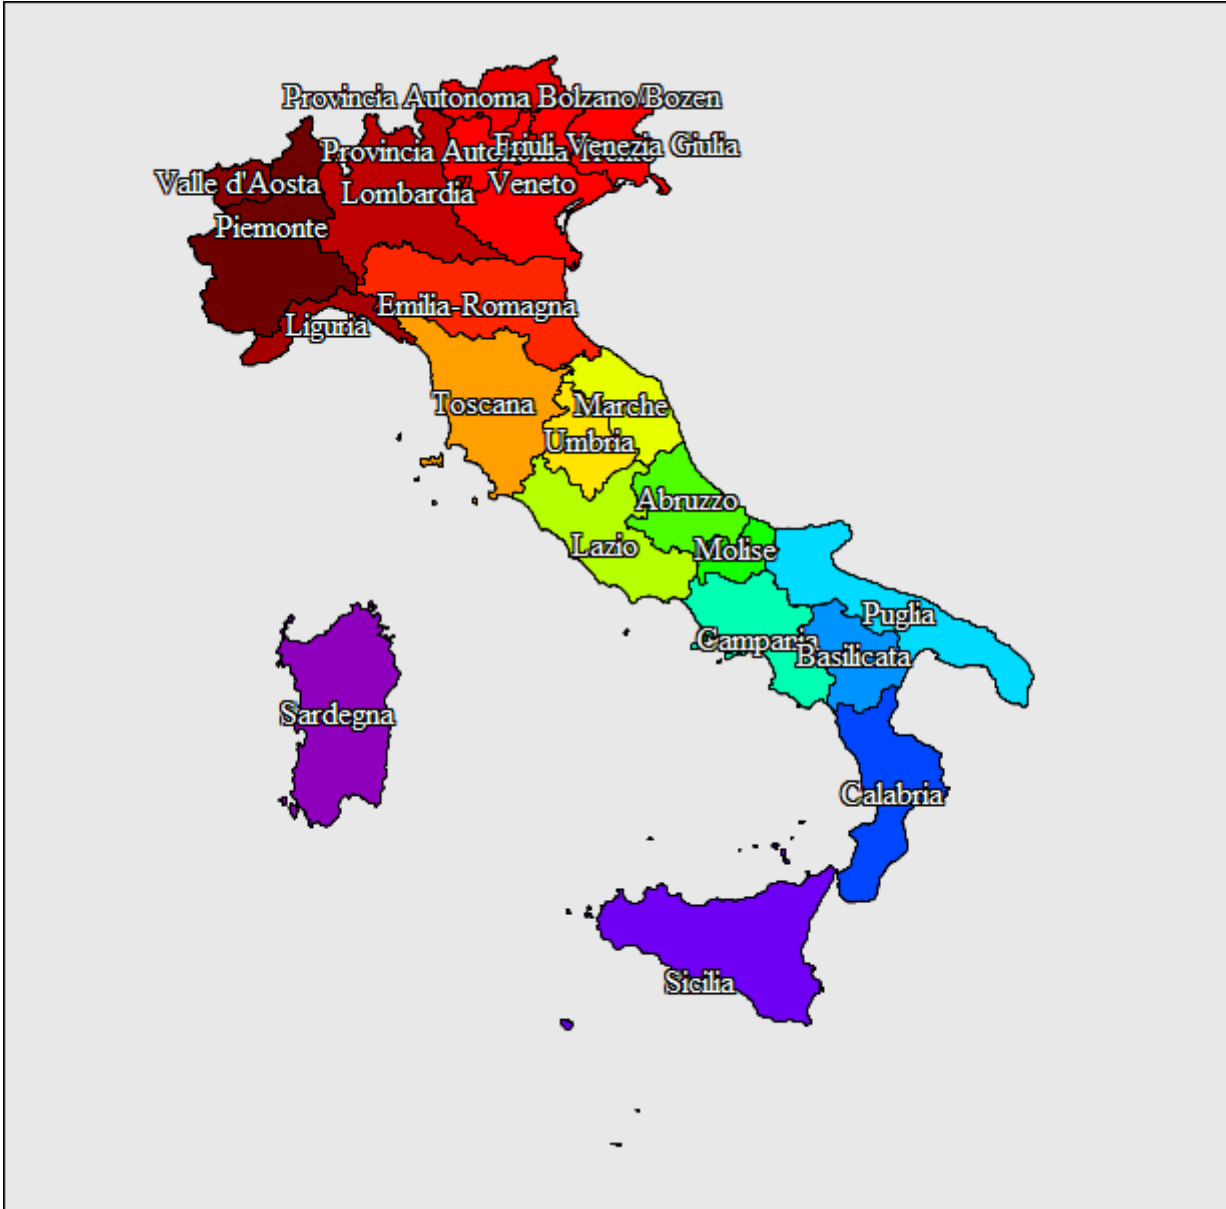 Provincia Autonoma Bolzano/Bozen
Friuli Venezia Giulia
Provincia Autonoma Trento
Valle d'Aosta
Veneto
Lombardia
Piemonte
Emilia-Romagna
Liguria
Toscana
Marche
Umbria
Abruzzo
Lazio
Molise
Puglia
Campania
Basilicata
Sardegna
Calabria
Sicilia